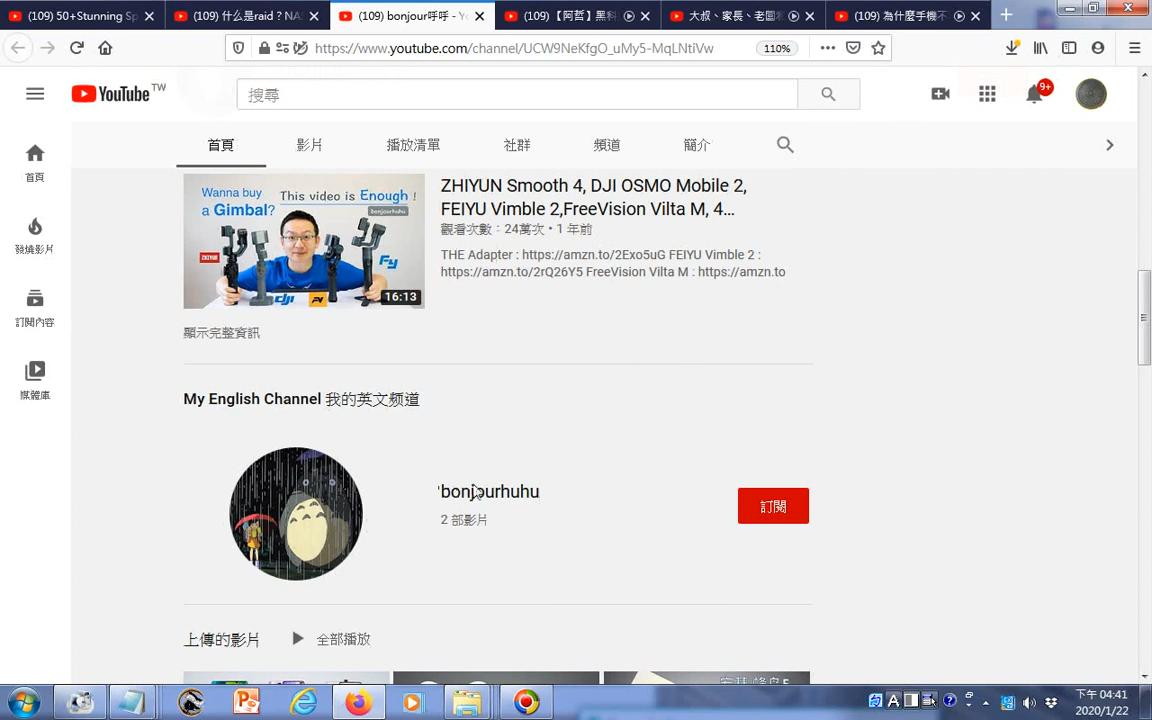 (109) 50+Stunning Sp
(109) 什么是raid？NA
(109) bonjour呼呼 - Yo
(109) 【阿哲】黑科
大叔、家長、老闆
(109) 為什麼手機不
https://www.youtube.com/channel/UCW9NeKfgO_uMy5-MqLNtiVw
110%
YouTube TW
搜尋
9+
首頁
影片
播放清單
社群
頻道
簡介
首頁
發燒影片
訂閱內容
媒體庫
Wanna buy a Gimbal?
This video is Enough !
bonjourhuhu
ZHIYUN
Fy
dji
FV
16:13
ZHIYUN Smooth 4, DJI OSMO Mobile 2,
FEIYU Vimble 2,FreeVision Vilta M, 4…
觀看次數：24萬次 • 1 年前
THE Adapter : https://amzn.to/2Exo5uG FEIYU Vimble 2 :
https://amzn.to/2rQ26Y5 FreeVision Vilta M : https://amzn.to
顯示完整資訊
My English Channel 我的英文频道
'bonjourhuhu
2 部影片
訂閱
上傳的影片
全部播放
下午 04:41
2020/1/22